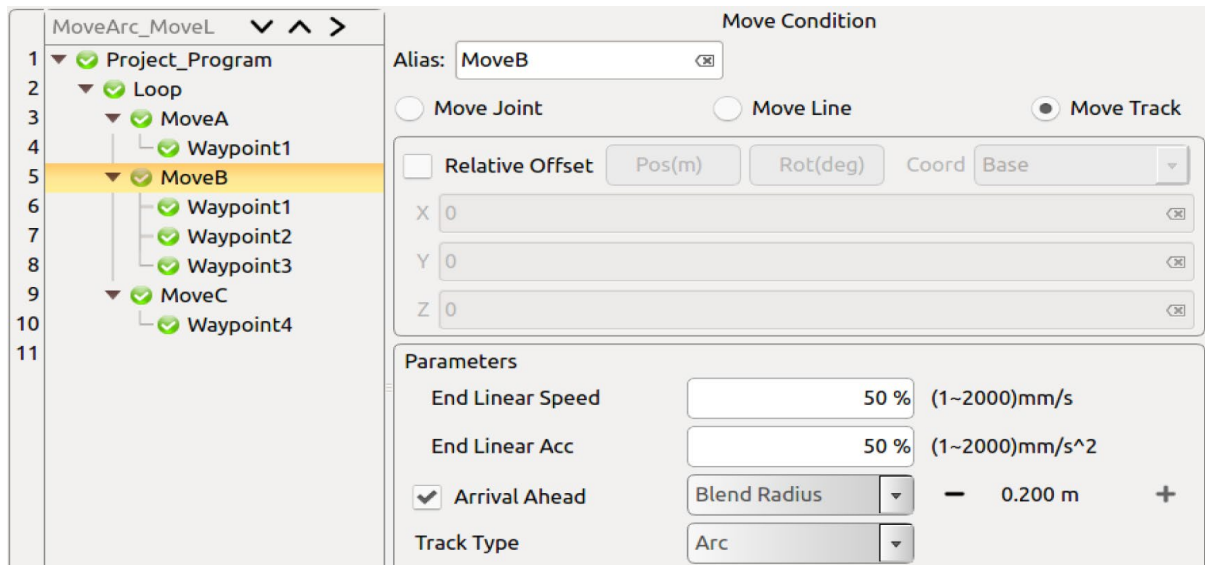 MoveArc_MoveL
1 Project_Program
2 Loop
3 MoveA
4 Waypoint1
5 MoveB
6 Waypoint1
7 Waypoint2
8 Waypoint3
9 MoveC
10 Waypoint4
11
Move Condition
Alias: MoveB
Move Joint Move Line Move Track
Relative Offset Pos(m) Rot(deg) Coord Base
X 0
Y 0
Z 0
Parameters
End Linear Speed 50 % (1~2000)mm/s
End Linear Acc 50 % (1~2000)mm/s^2
Arrival Ahead Blend Radius − 0.200 m +
Track Type Arc